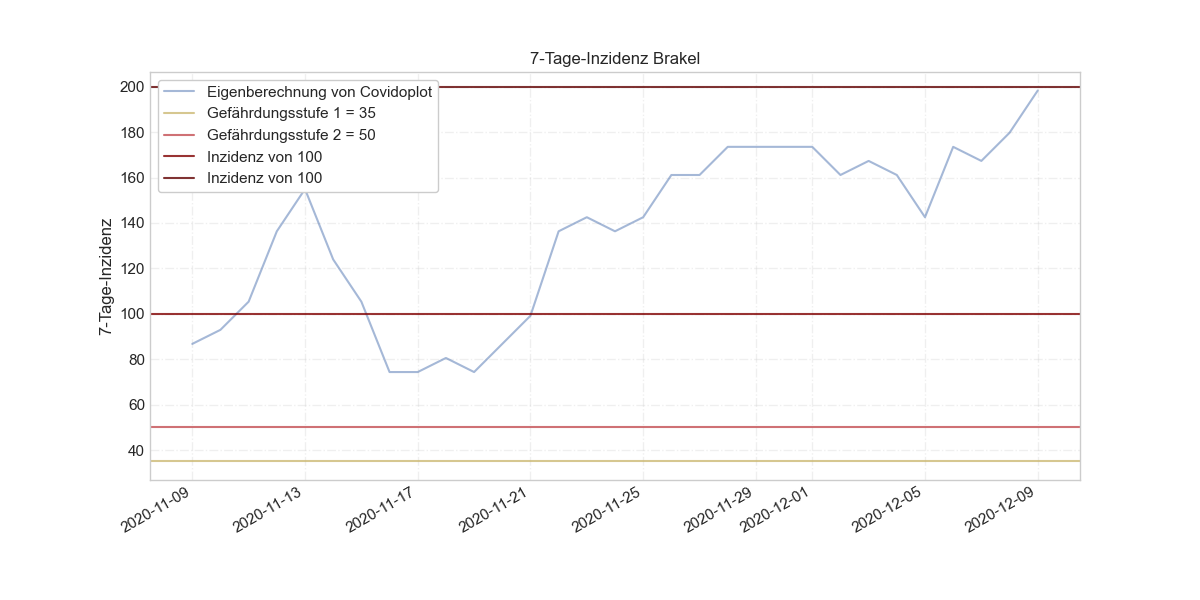 7-Tage-Inzidenz Brakel
200
180
160
140
120
100
80
60
40
7-Tage-Inzidenz
Eigenberechnung von Covidoplot
Gefährdungsstufe 1 = 35
Gefährdungsstufe 2 = 50
Inzidenz von 100
Inzidenz von 100
2020-11-09
2020-11-13
2020-11-17
2020-11-21
2020-11-25
2020-11-29
2020-12-01
2020-12-05
2020-12-09